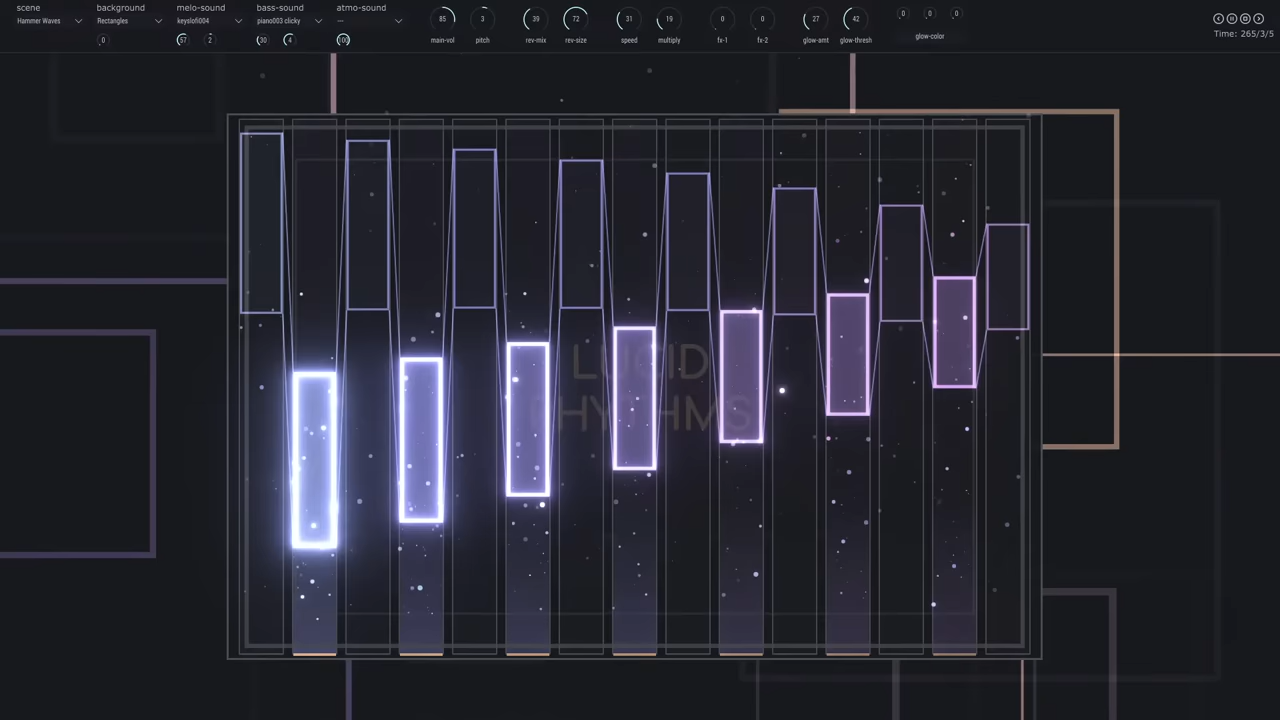 scene background melo-sound bass-sound atmo-sound
Hammer Waves Rectangles keyslofi004 piano003 clicky ---
0 57 2 30 4 100
85 3 39 72 31 19 0 0 27 42 0 0 0
main-vol pitch rev-mix rev-size speed multiply fx-1 fx-2 glow-amt glow-thresh glow-color
Time: 265/3/5
LUCID
RHYTHMS